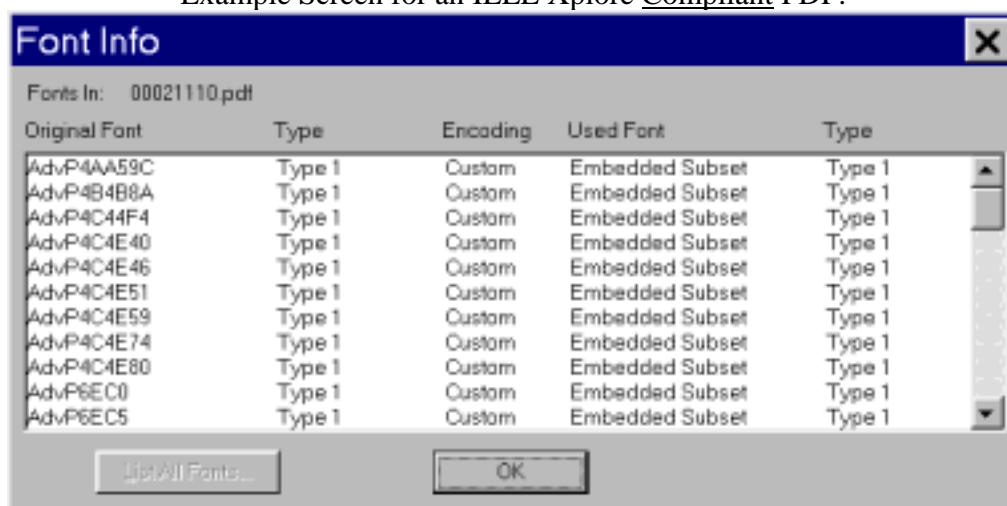 Example Screen for an IEEE Xplore Compliant PDF:
Font Info
Fonts In: 00021110.pdf
Original Font Type Encoding Used Font Type
AdvP4AA59C Type 1 Custom Embedded Subset Type 1
AdvP4B4B8A Type 1 Custom Embedded Subset Type 1
AdvP4C44F4 Type 1 Custom Embedded Subset Type 1
AdvP4C4E40 Type 1 Custom Embedded Subset Type 1
AdvP4C4E46 Type 1 Custom Embedded Subset Type 1
AdvP4C4E51 Type 1 Custom Embedded Subset Type 1
AdvP4C4E59 Type 1 Custom Embedded Subset Type 1
AdvP4C4E74 Type 1 Custom Embedded Subset Type 1
AdvP4C4E80 Type 1 Custom Embedded Subset Type 1
AdvP6EC0 Type 1 Custom Embedded Subset Type 1
AdvP6EC5 Type 1 Custom Embedded Subset Type 1
List All Fonts... OK